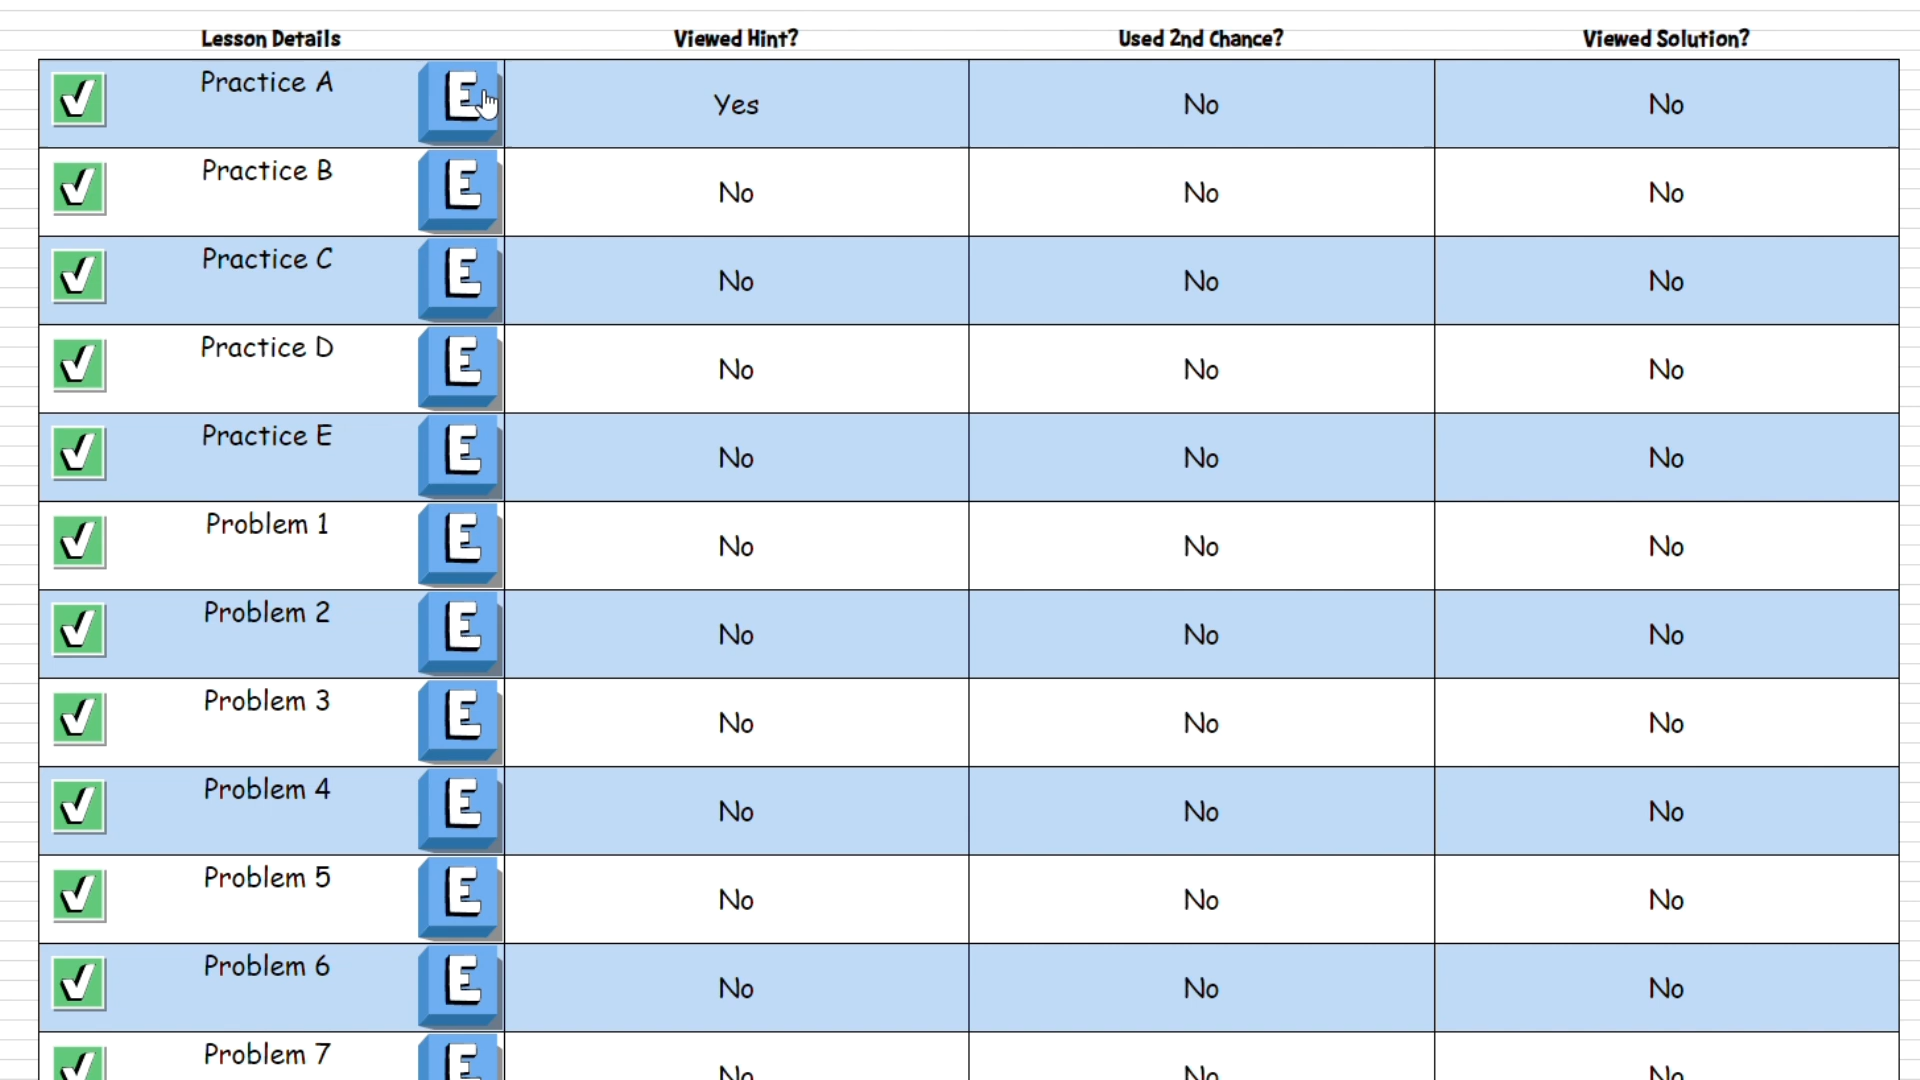 Lesson Details Viewed Hint? Used 2nd Chance? Viewed Solution?
Practice A E Yes No No
Practice B E No No No
Practice C E No No No
Practice D E No No No
Practice E E No No No
Problem 1 E No No No
Problem 2 E No No No
Problem 3 E No No No
Problem 4 E No No No
Problem 5 E No No No
Problem 6 E No No No
Problem 7 E No No No